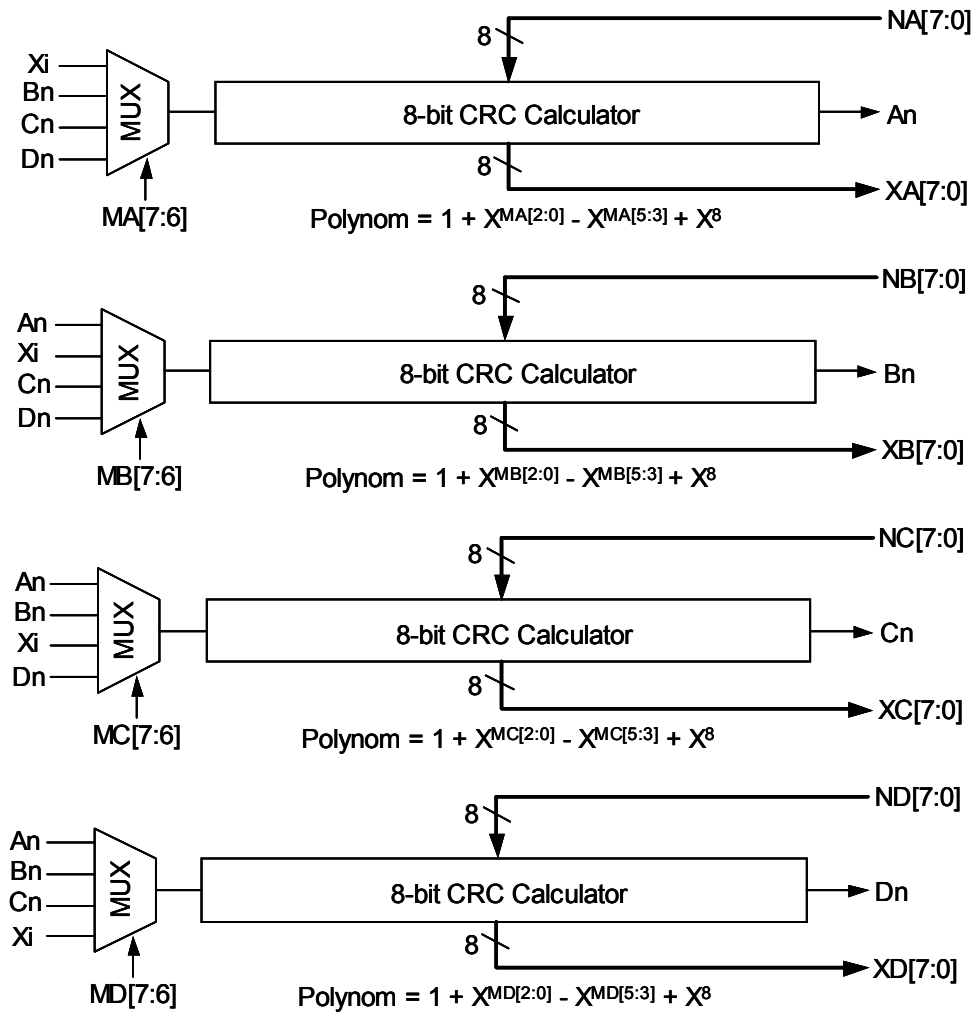 NA[7:0]
8
Xi
Bn
Cn
Dn
MUX
8-bit CRC Calculator
An
8
XA[7:0]
MA[7:6]
Polynom = 1 + X^MA[2:0] - X^MA[5:3] + X^8
NB[7:0]
8
An
Xi
Cn
Dn
MUX
8-bit CRC Calculator
Bn
8
XB[7:0]
MB[7:6]
Polynom = 1 + X^MB[2:0] - X^MB[5:3] + X^8
NC[7:0]
8
An
Bn
Xi
Dn
MUX
8-bit CRC Calculator
Cn
8
XC[7:0]
MC[7:6]
Polynom = 1 + X^MC[2:0] - X^MC[5:3] + X^8
ND[7:0]
8
An
Bn
Cn
Xi
MUX
8-bit CRC Calculator
Dn
8
XD[7:0]
MD[7:6]
Polynom = 1 + X^MD[2:0] - X^MD[5:3] + X^8